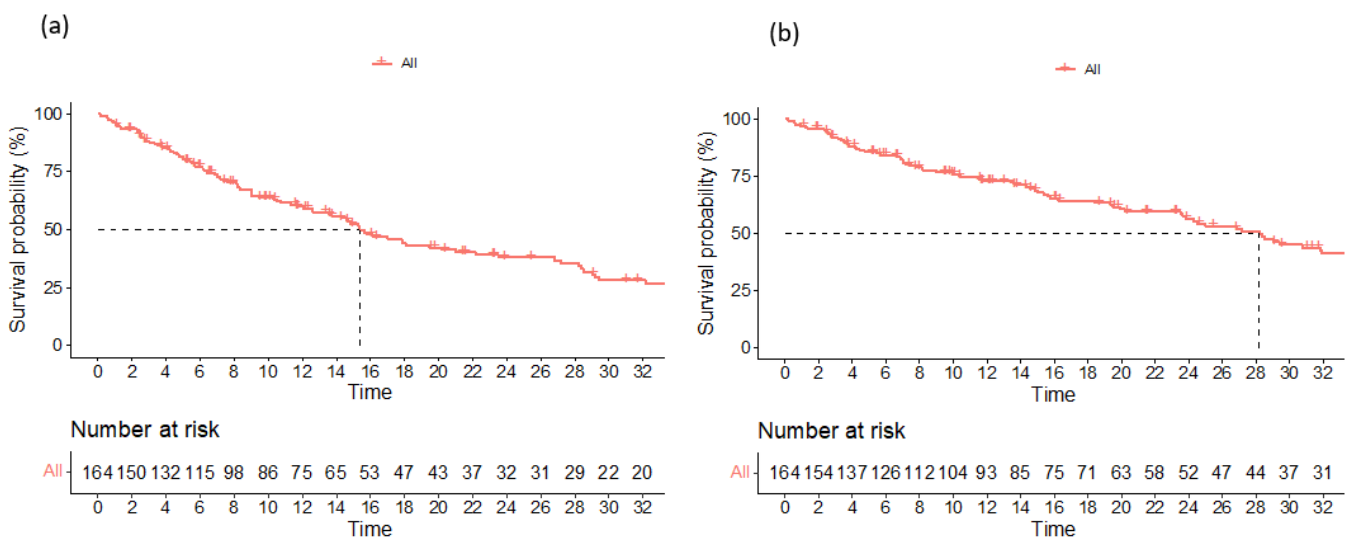 (a)
All
Survival probability (%)
100
75
50
25
0
0 2 4 6 8 10 12 14 16 18 20 22 24 26 28 30 32
Time
Number at risk
All 164 150 132 115 98 86 75 65 53 47 43 37 32 31 29 22 20
0 2 4 6 8 10 12 14 16 18 20 22 24 26 28 30 32
Time
(b)
All
Survival probability (%)
100
75
50
25
0
0 2 4 6 8 10 12 14 16 18 20 22 24 26 28 30 32
Time
Number at risk
All 164 154 137 126 112 104 93 85 75 71 63 58 52 47 44 37 31
0 2 4 6 8 10 12 14 16 18 20 22 24 26 28 30 32
Time